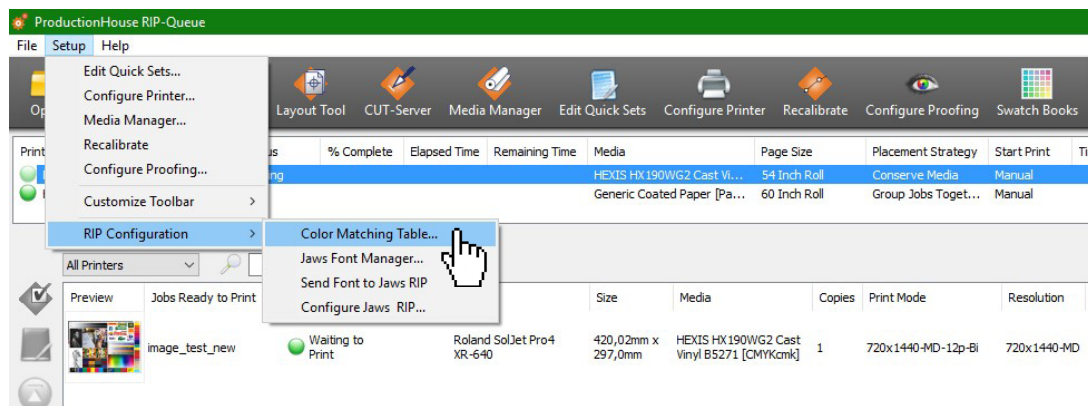 ProductionHouse RIP-Queue
File Setup Help
Edit Quick Sets...
Configure Printer...
Media Manager...
Recalibrate
Configure Proofing...
Customize Toolbar >
RIP Configuration >
Color Matching Table...
Jaws Font Manager...
Send Font to Jaws RIP
Configure Jaws RIP...
Layout Tool CUT-Server Media Manager Edit Quick Sets Configure Printer Recalibrate Configure Proofing Swatch Books
Print % Complete Elapsed Time Remaining Time Media Page Size Placement Strategy Start Print
HEXIS HX190WG2 Cast Vi... 54 Inch Roll Conserve Media Manual
Generic Coated Paper [Pa... 60 Inch Roll Group Jobs Toget... Manual
All Printers
Preview Jobs Ready to Print Size Media Copies Print Mode Resolution
image_test_new Waiting to Print Roland SolJet Pro4 XR-640 420,02mm x 297,0mm HEXIS HX190WG2 Cast Vinyl B5271 [CMYKcmk] 1 720x1440-MD-12p-Bi 720x1440-MD